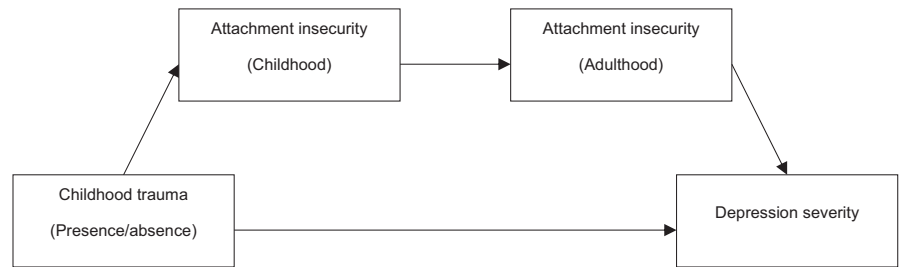 Attachment insecurity
(Childhood)
Attachment insecurity
(Adulthood)
Childhood trauma
(Presence/absence)
Depression severity